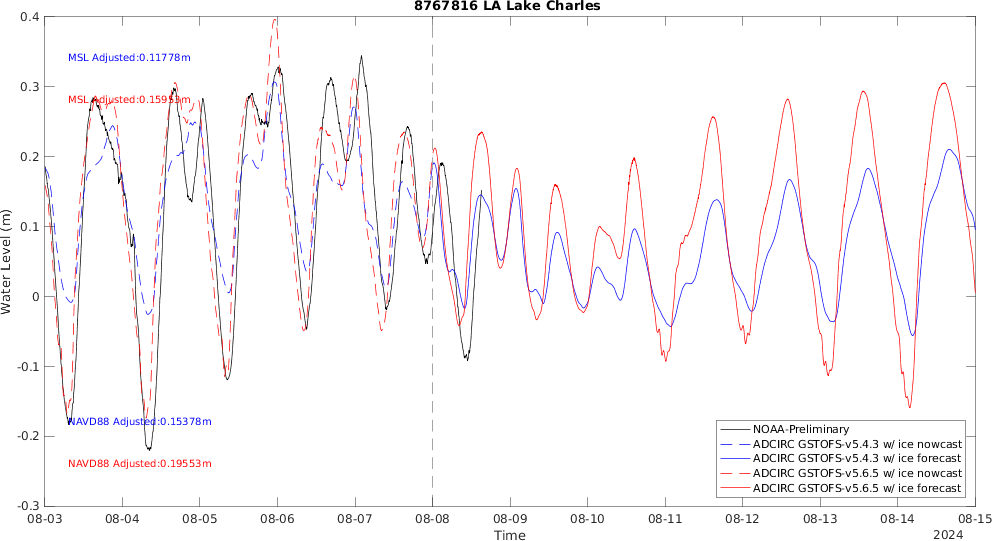 8767816 LA Lake Charles
0.4
0.3
0.2
0.1
0
-0.1
-0.2
-0.3
Water Level (m)
MSL Adjusted:0.11778m
MSL Adjusted:0.15953m
NAVD88 Adjusted:0.15378m
NAVD88 Adjusted:0.19553m
NOAA-Preliminary
ADCIRC GSTOFS-v5.4.3 w/ ice nowcast
ADCIRC GSTOFS-v5.4.3 w/ ice forecast
ADCIRC GSTOFS-v5.6.5 w/ ice nowcast
ADCIRC GSTOFS-v5.6.5 w/ ice forecast
08-03 08-04 08-05 08-06 08-07 08-08 08-09 08-10 08-11 08-12 08-13 08-14 08-15
Time
2024